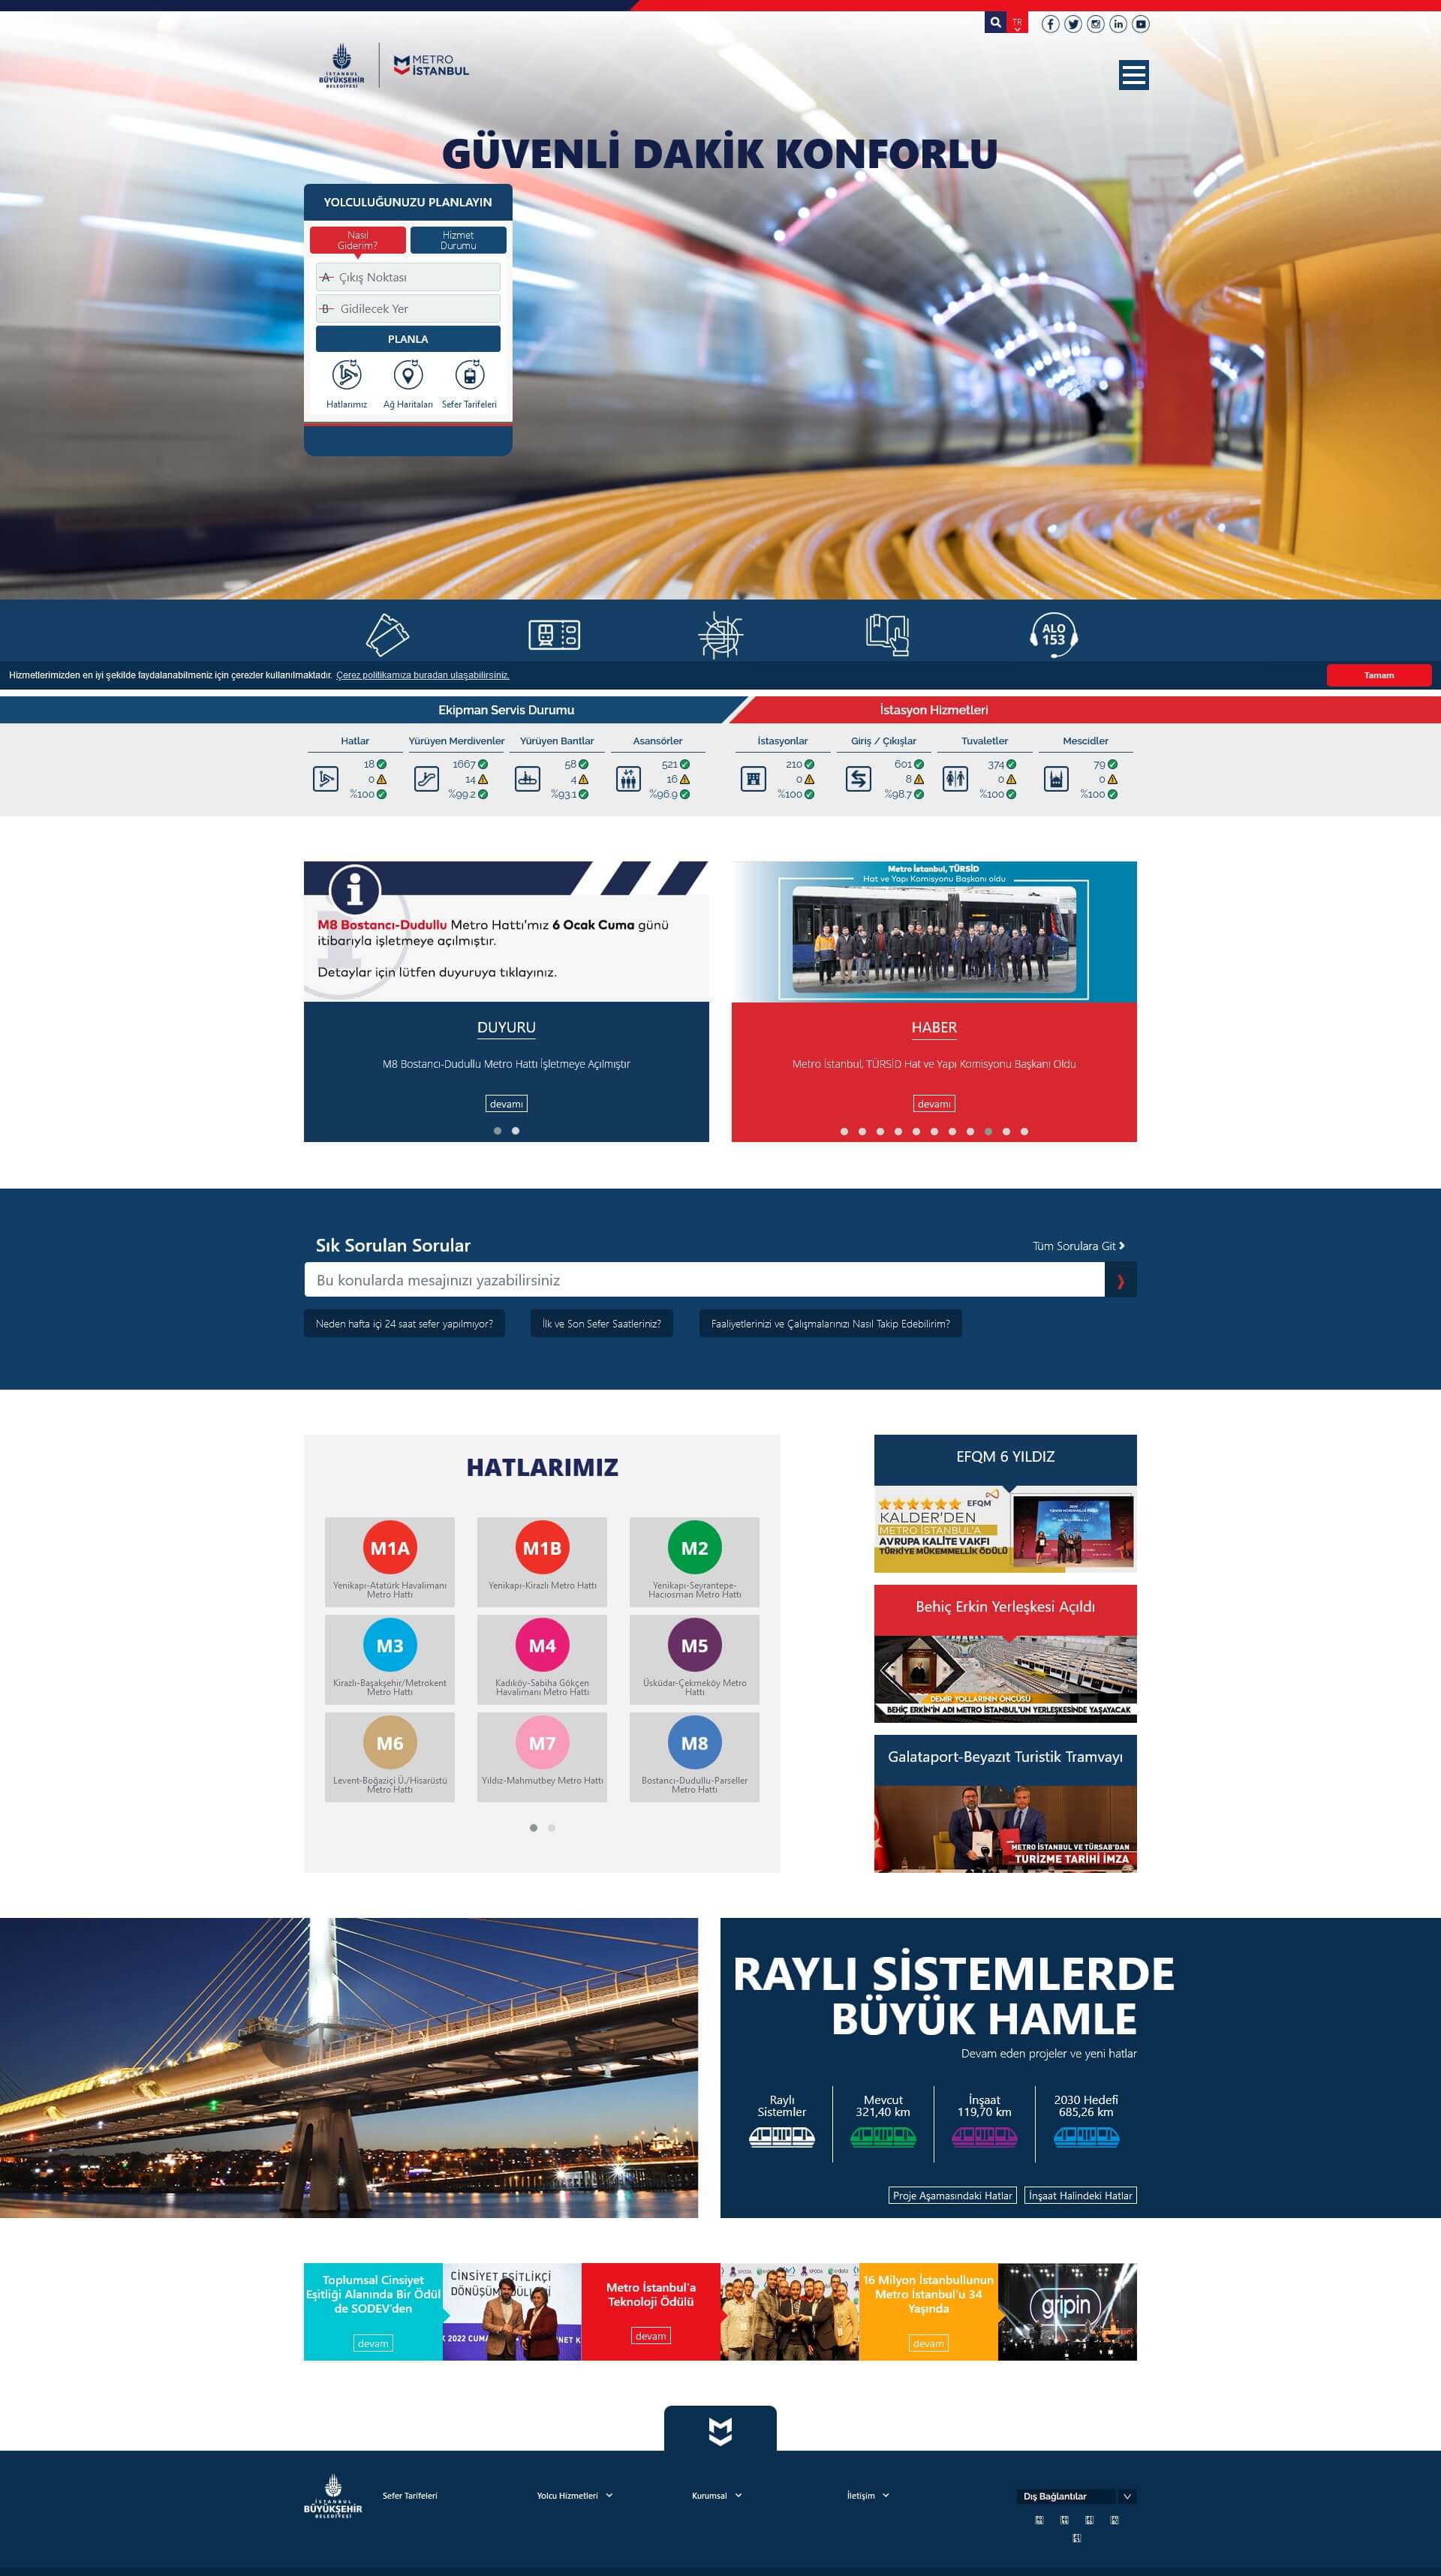 TR
İSTANBUL
BÜYÜKŞEHİR
BELEDİYESİ
METRO
İSTANBUL
GÜVENLİ DAKİK KONFORLU
YOLCULUĞUNUZU PLANLAYIN
Nasıl
Giderim?
Hizmet
Durumu
A Çıkış Noktası
B Gidilecek Yer
PLANLA
Hatlarımız
Ağ Haritaları
Sefer Tarifeleri
ALO
153
Hizmetlerimizden en iyi şekilde faydalanabilmeniz için çerezler kullanılmaktadır. Çerez politikamıza buradan ulaşabilirsiniz.
Tamam
Ekipman Servis Durumu
İstasyon Hizmetleri
Hatlar Yürüyen Merdivenler Yürüyen Bantlar Asansörler İstasyonlar Giriş / Çıkışlar Tuvaletler Mescidler
18 1667 58 521 210 601 374 79
0 14 4 16 0 8 0 0
%100 %99.2 %93.1 %96.9 %100 %98.7 %100 %100
M8 Bostancı-Dudullu Metro Hattı'mız 6 Ocak Cuma günü
itibarıyla işletmeye açılmıştır.
Detaylar için lütfen duyuruya tıklayınız.
DUYURU
M8 Bostancı-Dudullu Metro Hattı İşletmeye Açılmıştır
devamı
Metro İstanbul, TÜRSİD
Hat ve Yapı Komisyonu Başkanı oldu
HABER
Metro İstanbul, TÜRSİD Hat ve Yapı Komisyonu Başkanı Oldu
devamı
Sık Sorulan Sorular
Tüm Sorulara Git
Bu konularda mesajınızı yazabilirsiniz
Neden hafta içi 24 saat sefer yapılmıyor?
İlk ve Son Sefer Saatleriniz?
Faaliyetlerinizi ve Çalışmalarınızı Nasıl Takip Edebilirim?
HATLARIMIZ
M1A
Yenikapı-Atatürk Havalimanı
Metro Hattı
M1B
Yenikapı-Kirazlı Metro Hattı
M2
Yenikapı-Seyrantepe-
Hacıosman Metro Hattı
M3
Kirazlı-Başakşehir/Metrokent
Metro Hattı
M4
Kadıköy-Sabiha Gökçen
Havalimanı Metro Hattı
M5
Üsküdar-Çekmeköy Metro
Hattı
M6
Levent-Boğaziçi Ü./Hisarüstü
Metro Hattı
M7
Yıldız-Mahmutbey Metro Hattı
M8
Bostancı-Dudullu-Parseller
Metro Hattı
EFQM 6 YILDIZ
EFQM
KALDER'DEN
METRO İSTANBUL'A
AVRUPA KALİTE VAKFI
TÜRKİYE MÜKEMMELLİK ÖDÜLÜ
Behiç Erkin Yerleşkesi Açıldı
DEMİR YOLLARININ ÖNCÜSÜ
BEHİÇ ERKİN'İN ADI METRO İSTANBUL'UN YERLEŞKESİNDE YAŞAYACAK
Galataport-Beyazıt Turistik Tramvayı
METRO İSTANBUL VE TÜRSAB'DAN
TURİZME TARİHİ İMZA
RAYLI SİSTEMLERDE
BÜYÜK HAMLE
Devam eden projeler ve yeni hatlar
Raylı
Sistemler
Mevcut
321,40 km
İnşaat
119,70 km
2030 Hedefi
685,26 km
Proje Aşamasındaki Hatlar
İnşaat Halindeki Hatlar
Toplumsal Cinsiyet
Eşitliği Alanında Bir Ödül
de SODEV'den
devam
CİNSİYET EŞİTLİKÇİ
Metro İstanbul'a
Teknoloji Ödülü
devam
16 Milyon İstanbullunun
Metro İstanbul'u 34
Yaşında
devam
gripin
İSTANBUL
BÜYÜKŞEHİR
BELEDİYESİ
Sefer Tarifeleri
Yolcu Hizmetleri
Kurumsal
İletişim
Dış Bağlantılar